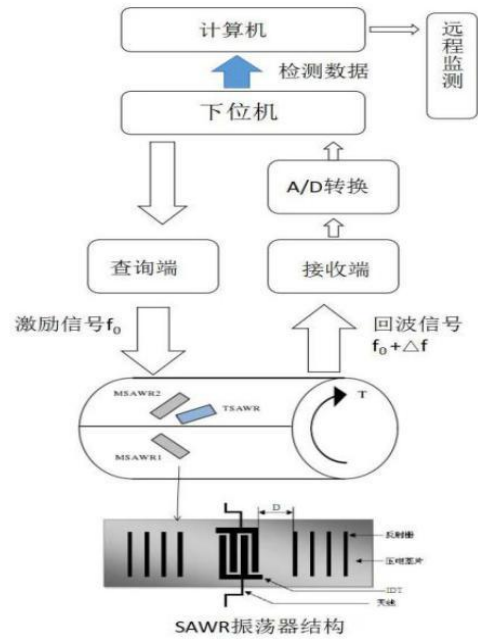 计算机
远程监测
检测数据
下位机
A/D转换
查询端
接收端
激励信号f₀
回波信号
f₀+△f
MSAWR2
TSAWR
T
MSAWR1
D
反射栅
压电基片
IDT
天线
SAWR振荡器结构